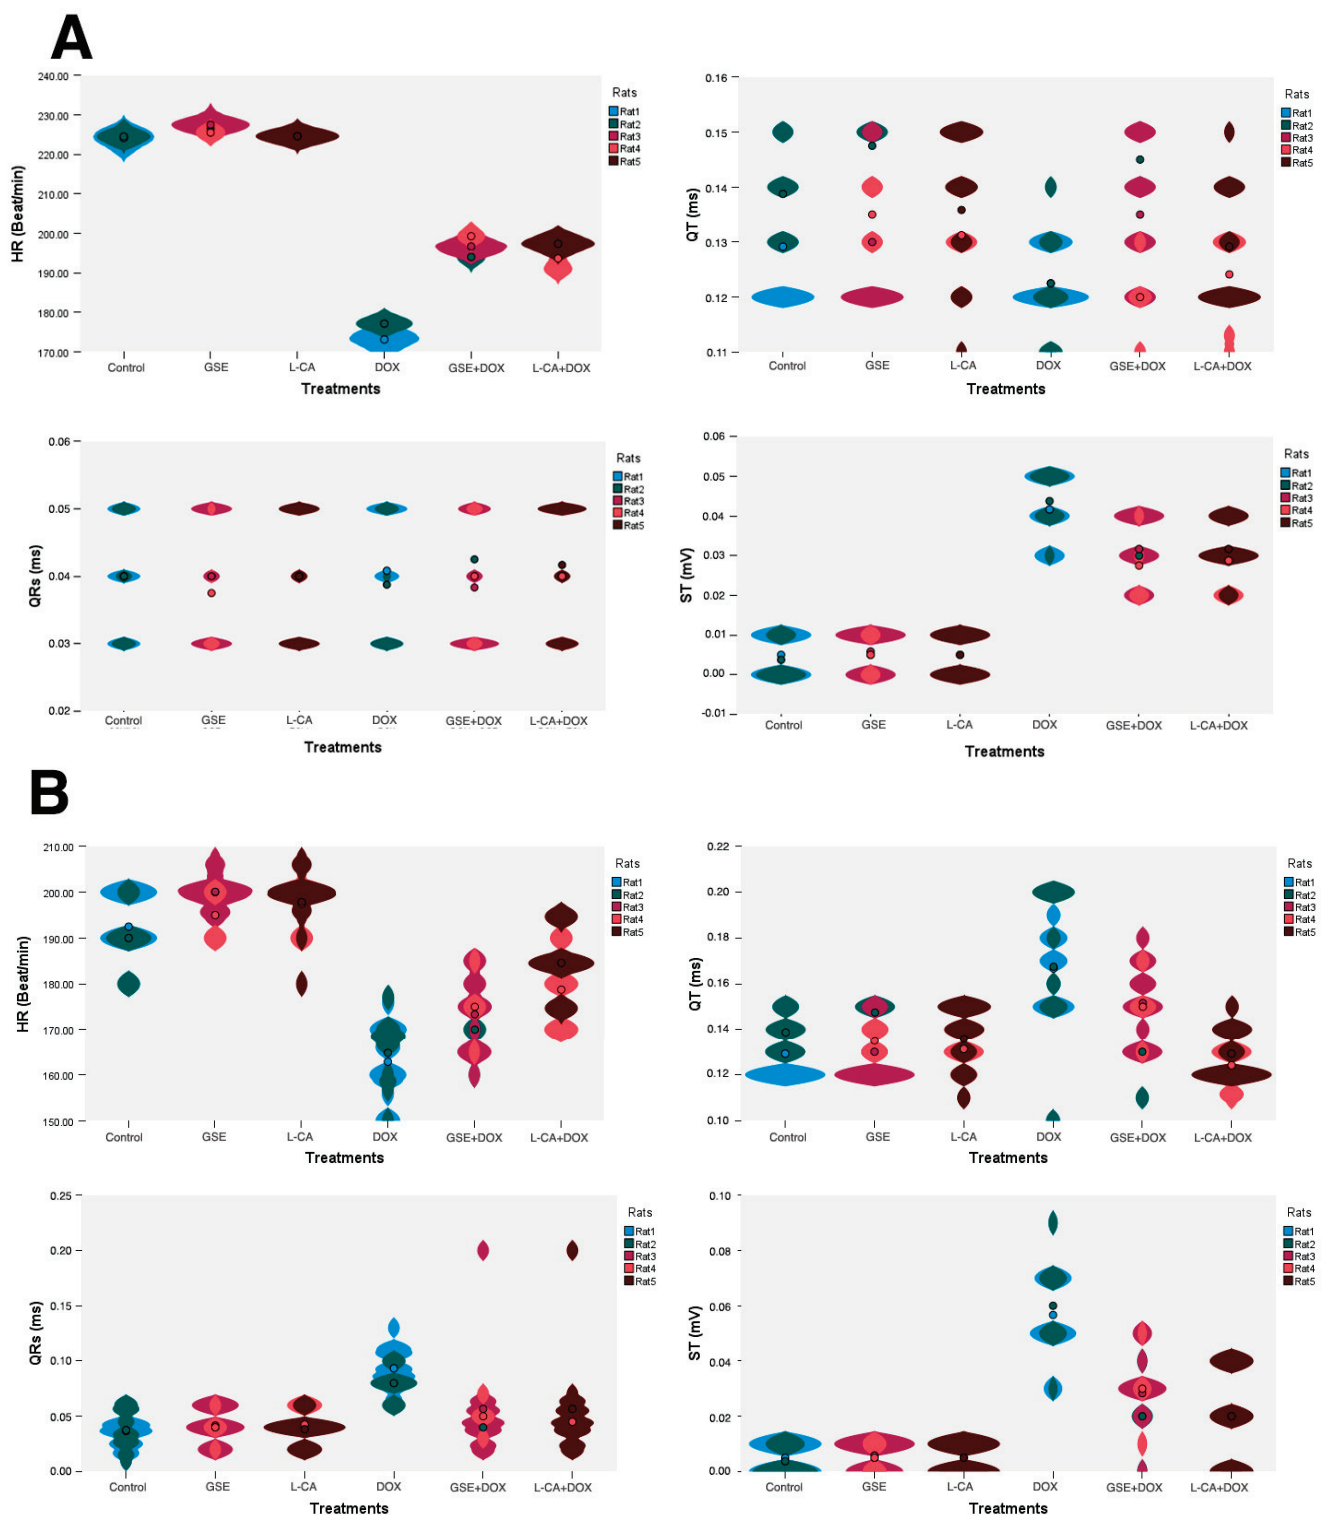 A
240.00
230.00
220.00
210.00
200.00
190.00
180.00
170.00
HR (Beat/min)
Control GSE L-CA DOX GSE+DOX L-CA+DOX
Treatments
Rats
Rat1
Rat2
Rat3
Rat4
Rat5
0.16
0.15
0.14
0.13
0.12
0.11
QT (ms)
Control GSE L-CA DOX GSE+DOX L-CA+DOX
Treatments
Rats
Rat1
Rat2
Rat3
Rat4
Rat5
0.06
0.05
0.04
0.03
0.02
QRs (ms)
Control GSE L-CA DOX GSE+DOX L-CA+DOX
Treatments
Rats
Rat1
Rat2
Rat3
Rat4
Rat5
0.06
0.05
0.04
0.03
0.02
0.01
0.00
-0.01
ST (mV)
Control GSE L-CA DOX GSE+DOX L-CA+DOX
Treatments
Rats
Rat1
Rat2
Rat3
Rat4
Rat5
B
210.00
200.00
190.00
180.00
170.00
160.00
150.00
HR (Beat/min)
Control GSE L-CA DOX GSE+DOX L-CA+DOX
Treatments
Rats
Rat1
Rat2
Rat3
Rat4
Rat5
0.22
0.20
0.18
0.16
0.14
0.12
0.10
QT (ms)
Control GSE L-CA DOX GSE+DOX L-CA+DOX
Treatments
Rats
Rat1
Rat2
Rat3
Rat4
Rat5
0.25
0.20
0.15
0.10
0.05
0.00
QRs (ms)
Control GSE L-CA DOX GSE+DOX L-CA+DOX
Treatments
Rats
Rat1
Rat2
Rat3
Rat4
Rat5
0.10
0.08
0.06
0.04
0.02
0.00
ST (mV)
Control GSE L-CA DOX GSE+DOX L-CA+DOX
Treatments
Rats
Rat1
Rat2
Rat3
Rat4
Rat5